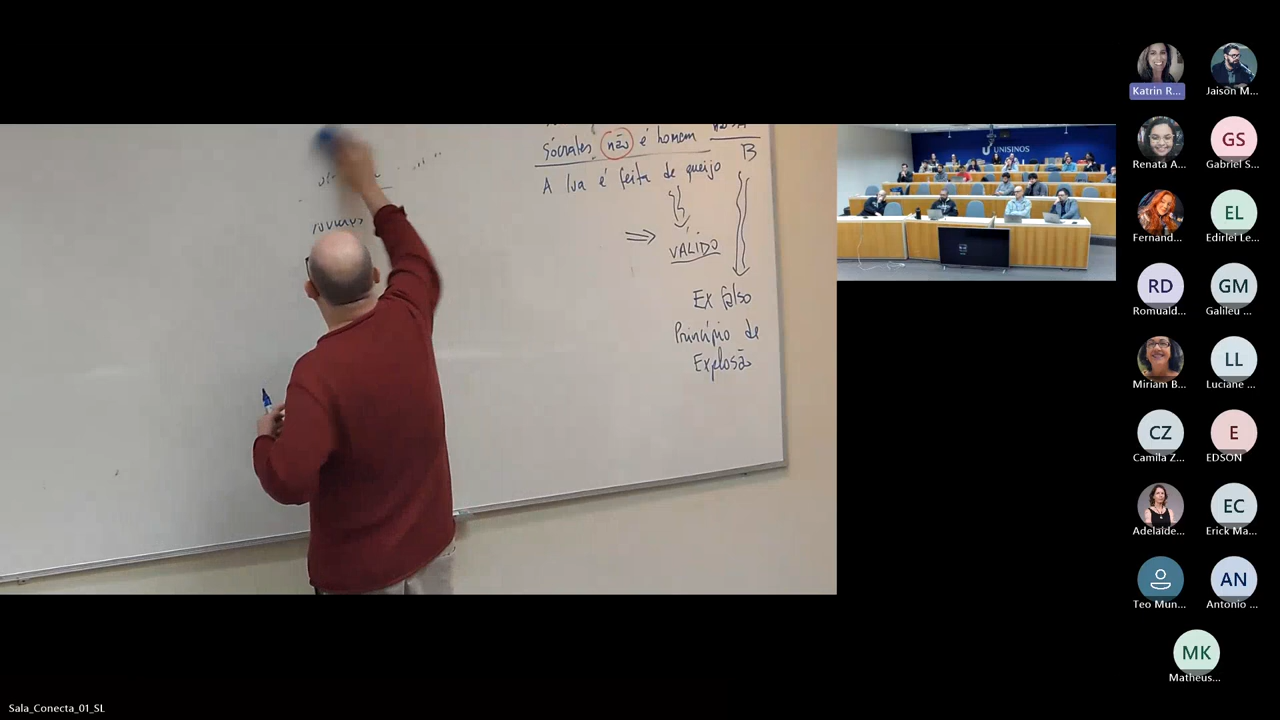 Sócrates não é homem
B
A lua é feita de queijo
⇒ VÁLIDO
Ex falso
Princípio de
Explosão
UNISINOS
Katrin R...
Jaison M...
Renata A...
GS
Gabriel S...
Fernand...
EL
Edirlei Le...
RD
Romuald...
GM
Galileu ...
Miriam B...
LL
Luciane ...
CZ
Camila Z...
E
EDSON
Adelaide...
EC
Erick Ma...
Teo Mun...
AN
Antonio ...
MK
Matheus...
Sala_Conecta_01_SL